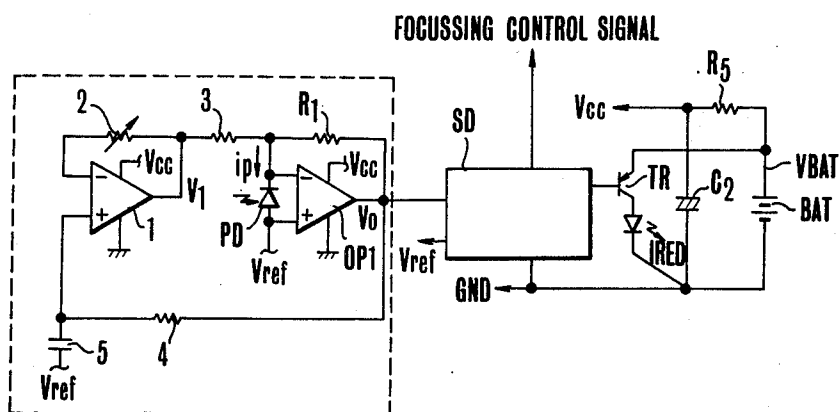 FOCUSSING CONTROL SIGNAL
2
3
R1
R5
Vcc
SD
Vcc
ip
Vcc
VBAT
TR
C2
V1
1
PD
Vo
BAT
OP1
Vref
Vref
IRED
GND
5
4
Vref